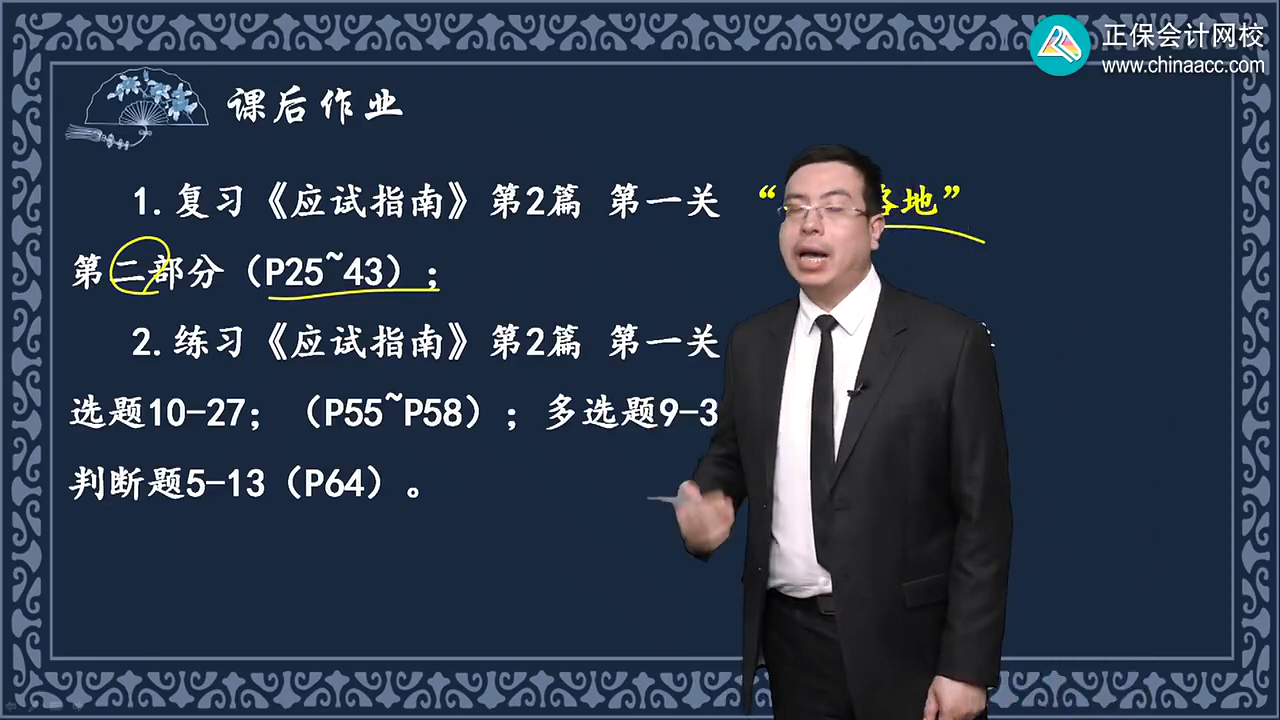 正保会计网校
www.chinaacc.com
课后作业
1.复习《应试指南》第2篇 第一关 “ 地”
第二部分（P25~43）；
2.练习《应试指南》第2篇 第一关
选题10-27；（P55~P58）；多选题9-3
判断题5-13（P64）。